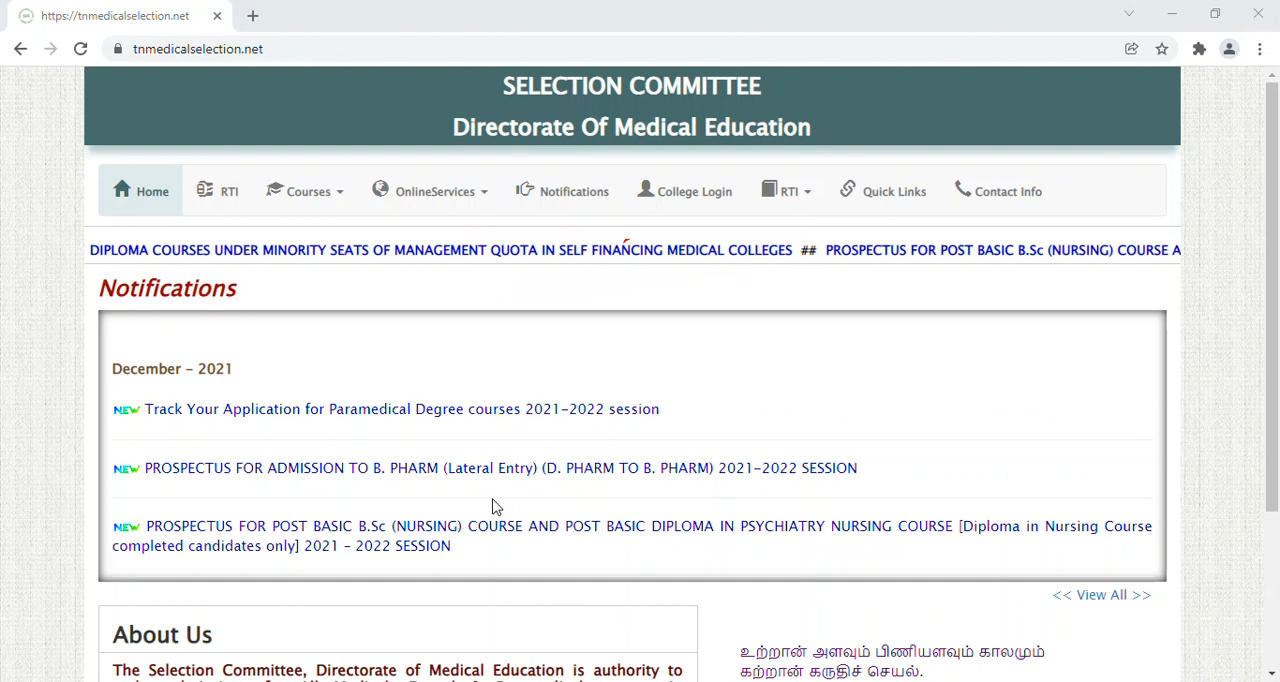 https://tnmedicalselection.net
tnmedicalselection.net
SELECTION COMMITTEE
Directorate Of Medical Education
Home RTI Courses OnlineServices Notifications College Login RTI Quick Links Contact Info
DIPLOMA COURSES UNDER MINORITY SEATS OF MANAGEMENT QUOTA IN SELF FINANCING MEDICAL COLLEGES ## PROSPECTUS FOR POST BASIC B.Sc (NURSING) COURSE A
Notifications
December - 2021
NEW Track Your Application for Paramedical Degree courses 2021-2022 session
NEW PROSPECTUS FOR ADMISSION TO B. PHARM (Lateral Entry) (D. PHARM TO B. PHARM) 2021-2022 SESSION
NEW PROSPECTUS FOR POST BASIC B.Sc (NURSING) COURSE AND POST BASIC DIPLOMA IN PSYCHIATRY NURSING COURSE [Diploma in Nursing Course
completed candidates only] 2021 - 2022 SESSION
<< View All >>
About Us
The Selection Committee, Directorate of Medical Education is authority to
உற்றான் அளவும் பிணியளவும் காலமும்
கற்றான் கருதிச் செயல்.